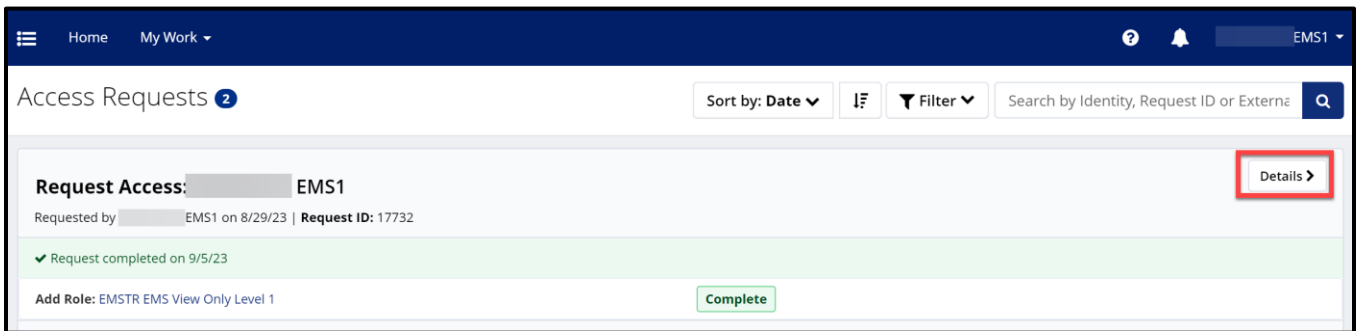 Home My Work EMS1
Access Requests 2 Sort by: Date Filter Search by Identity, Request ID or Externa
Request Access: EMS1 Details
Requested by EMS1 on 8/29/23 | Request ID: 17732
Request completed on 9/5/23
Add Role: EMSTR EMS View Only Level 1 Complete